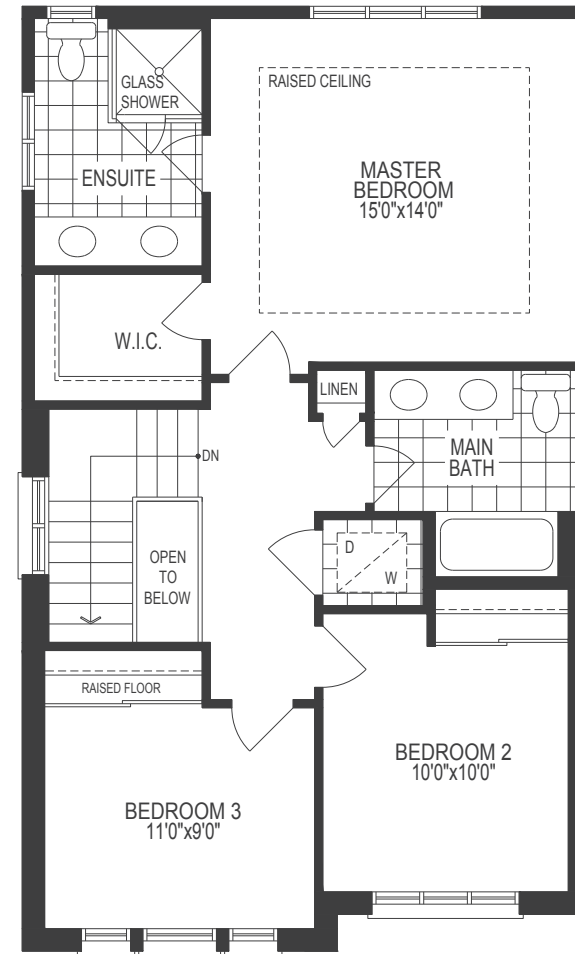 GLASS
SHOWER
RAISED CEILING
ENSUITE
MASTER
BEDROOM
15'0"x14'0"
W.I.C.
LINEN
MAIN
BATH
DN
OPEN
TO
BELOW
D
W
RAISED FLOOR
BEDROOM 2
10'0"x10'0"
BEDROOM 3
11'0"x9'0"